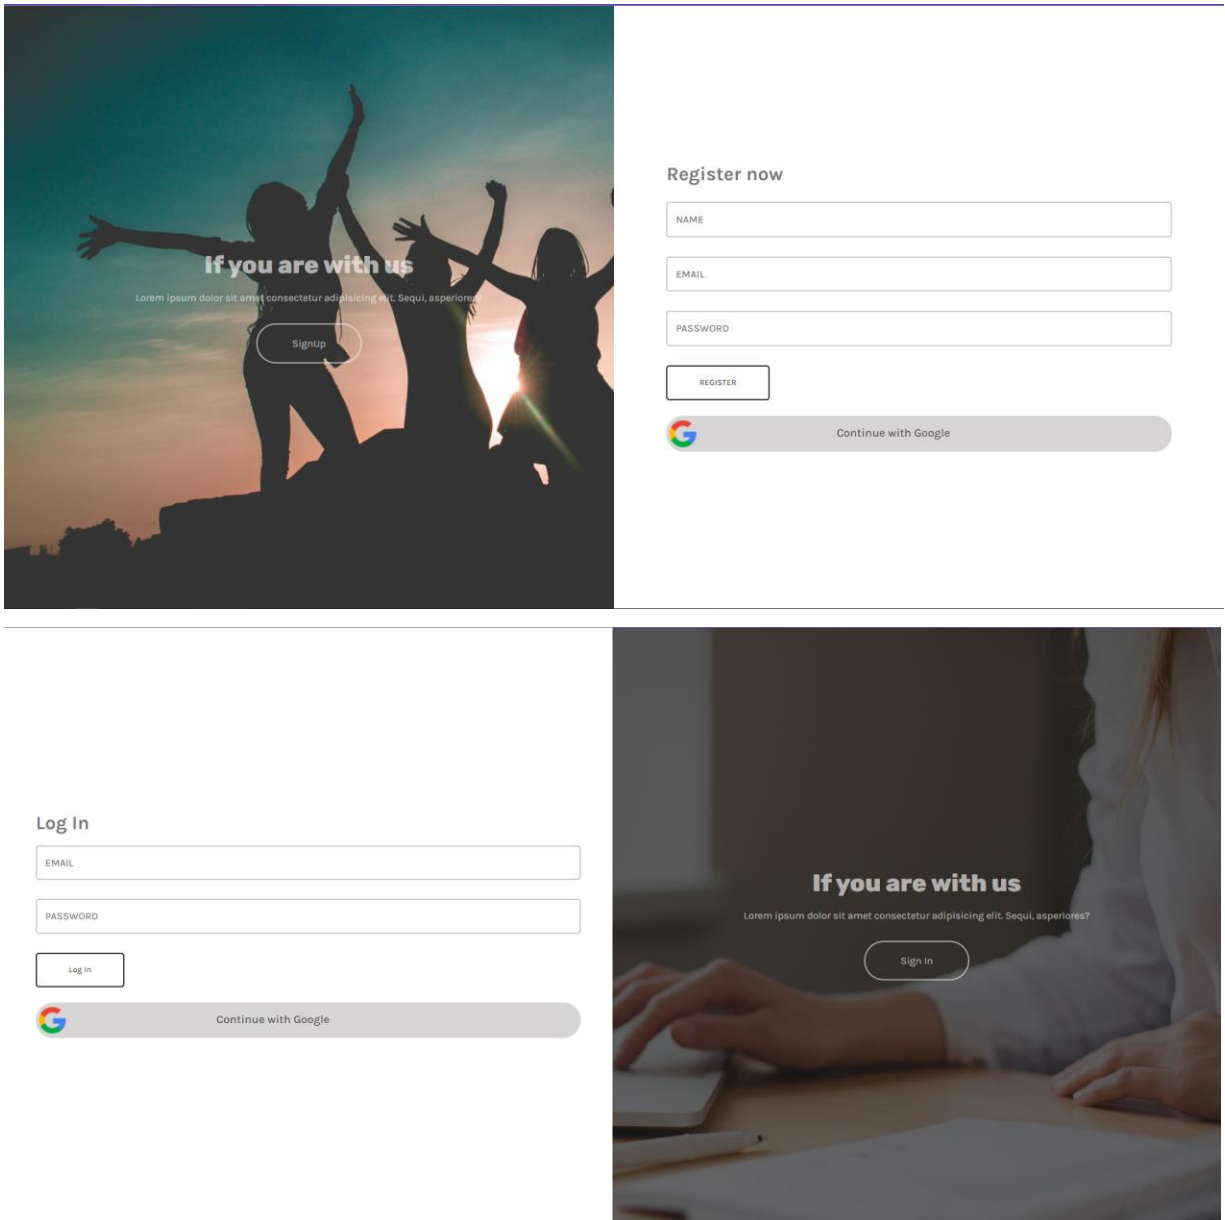 If you are with us
Lorem ipsum dolor sit amet consectetur adipisicing elit. Sequi, asperiores?
SignUp
Register now
NAME
EMAIL
PASSWORD
REGISTER
Continue with Google
Log In
EMAIL
PASSWORD
Log In
Continue with Google
If you are with us
Lorem ipsum dolor sit amet consectetur adipisicing elit. Sequi, asperiores?
Sign In